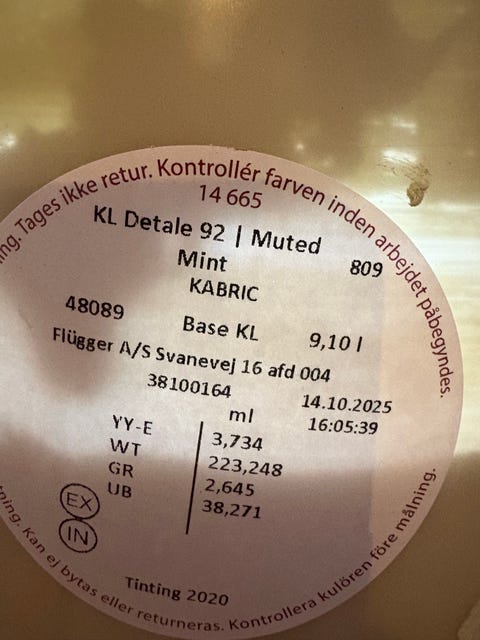 ng. Tages ikke retur. Kontrollér farven inden arbejdet påbegyndes.
14 665
KL Detale 92 | Muted
Mint
809
KABRIC
48089
Base KL
9,10 l
Flügger A/S Svanevej 16 afd 004
38100164
14.10.2025
ml
16:05:39
YY-E 3,734
WT 223,248
GR 2,645
UB 38,271
EX
IN
Tinting 2020
tning. Kan ej bytas eller returneras. Kontrollera kulören före målning.